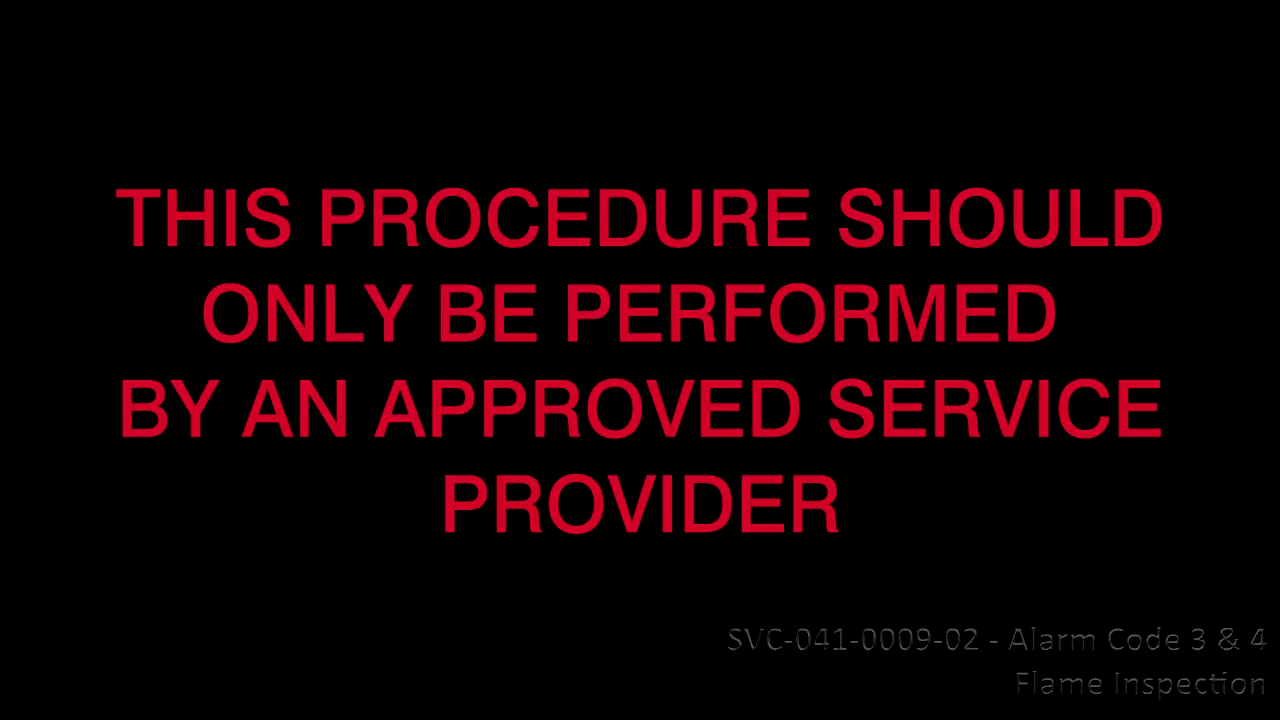 THIS PROCEDURE SHOULD
ONLY BE PERFORMED
BY AN APPROVED SERVICE
PROVIDER
SVC-041-0009-02 - Alarm Code 3 & 4
Flame Inspection